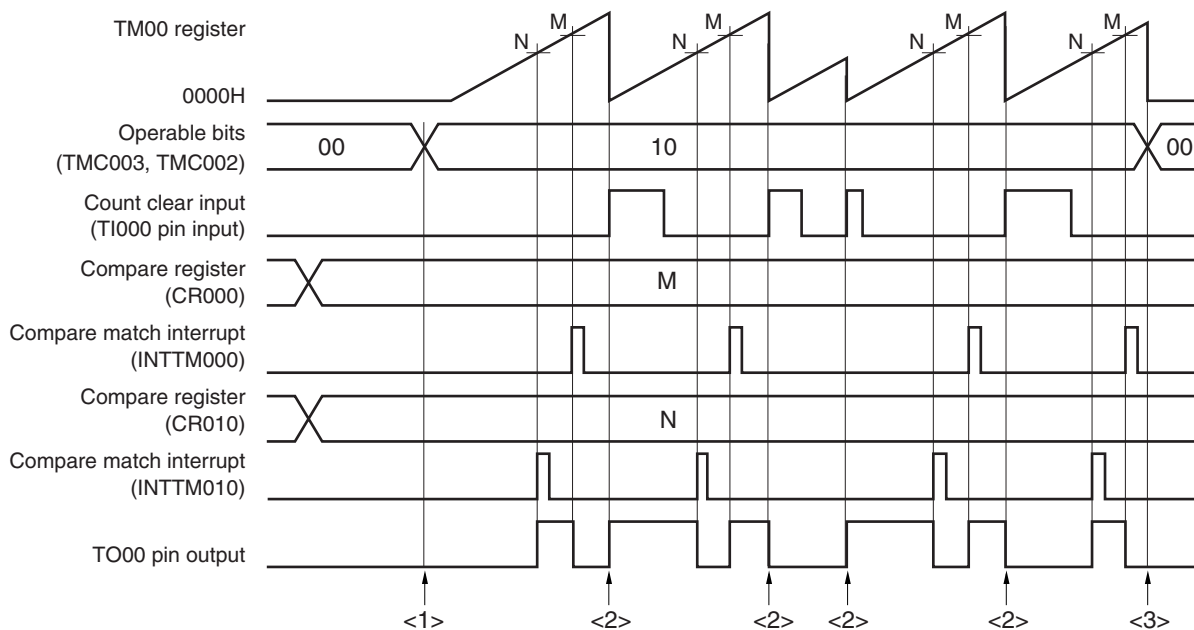 TM00 register
N M N M N M N M
0000H
Operable bits
(TMC003, TMC002)
00 10 00
Count clear input
(TI000 pin input)
Compare register
(CR000)
M
Compare match interrupt
(INTTM000)
Compare register
(CR010)
N
Compare match interrupt
(INTTM010)
TO00 pin output
<1> <2> <2> <2> <2> <3>